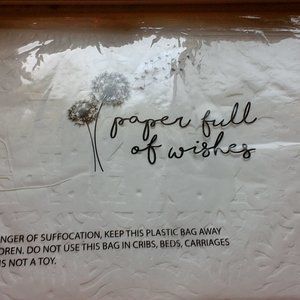 paper full
of wishes
NGER OF SUFFOCATION, KEEP THIS PLASTIC BAG AWAY
DREN. DO NOT USE THIS BAG IN CRIBS, BEDS, CARRIAGES
IS NOT A TOY.